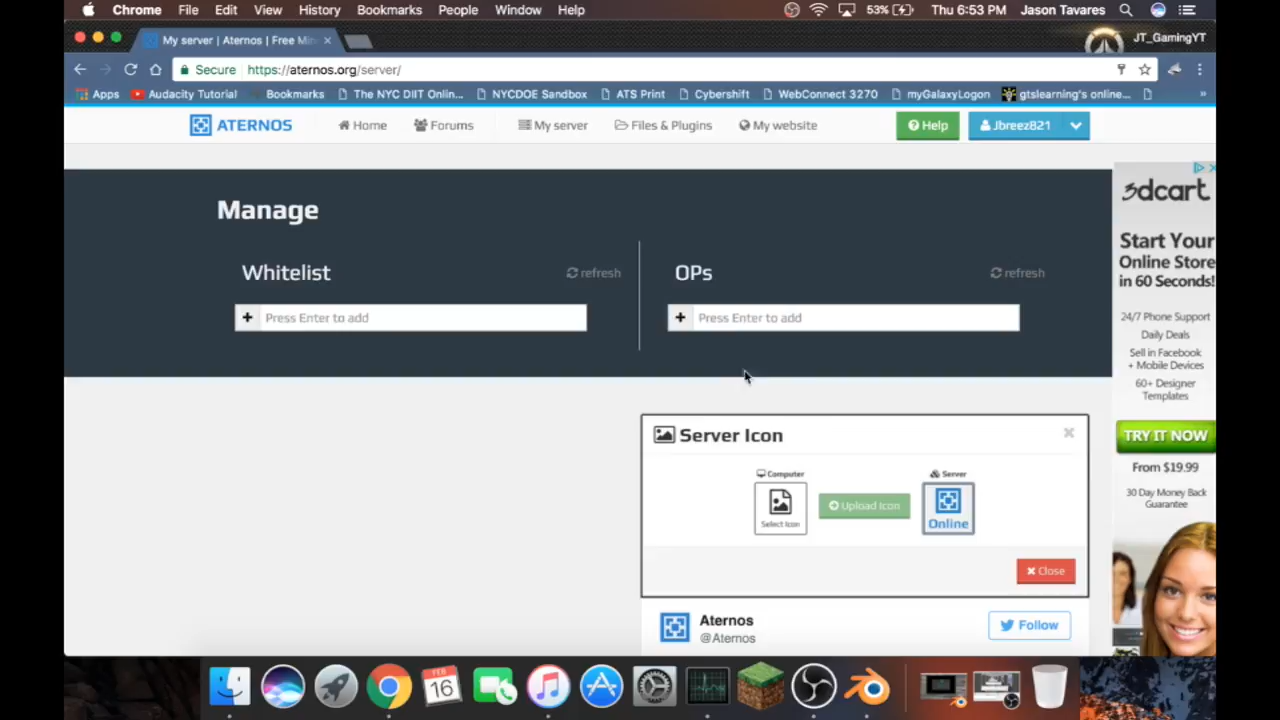 Chrome File Edit View History Bookmarks People Window Help 53% Thu 6:53 PM Jason Tavares
My server | Aternos | Free Min
JT_GamingYT
Secure https://aternos.org/server/
Apps Audacity Tutorial Bookmarks The NYC DIIT Onlin... NYCDOE Sandbox ATS Print Cybershift WebConnect 3270 myGalaxyLogon gtslearning's online...
ATERNOS Home Forums My server Files & Plugins My website Help Jbreez821
Manage
Whitelist refresh OPs refresh
Press Enter to add Press Enter to add
Server Icon
Computer Server
Select Icon Upload Icon Online
Close
Aternos
@Aternos
Follow
3dcart
Start Your
Online Store
in 60 Seconds!
24/7 Phone Support
Daily Deals
Sell in Facebook
+ Mobile Devices
60+ Designer
Templates
TRY IT NOW
From $19.99
30 Day Money Back
Guarantee
FEB
16